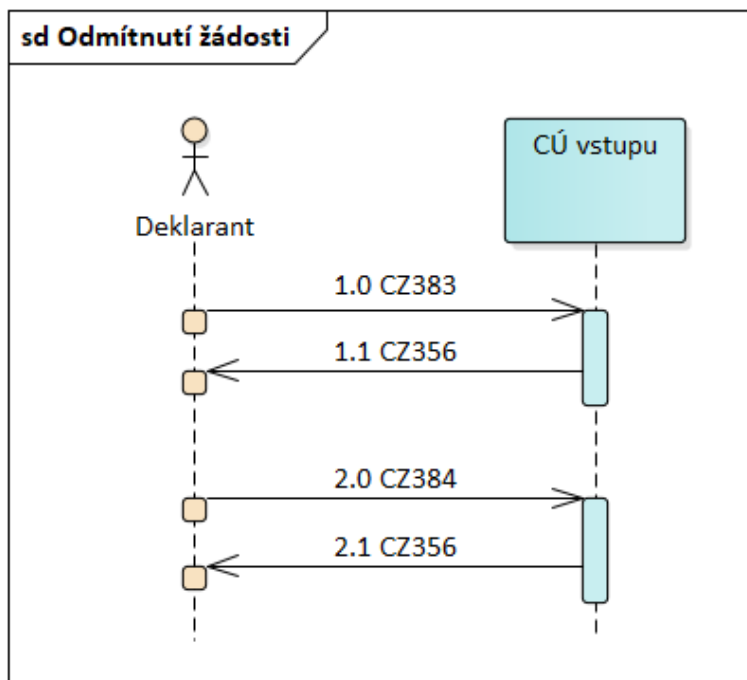 sd Odmítnutí žádosti
CÚ vstupu
Deklarant
1.0 CZ383
1.1 CZ356
2.0 CZ384
2.1 CZ356